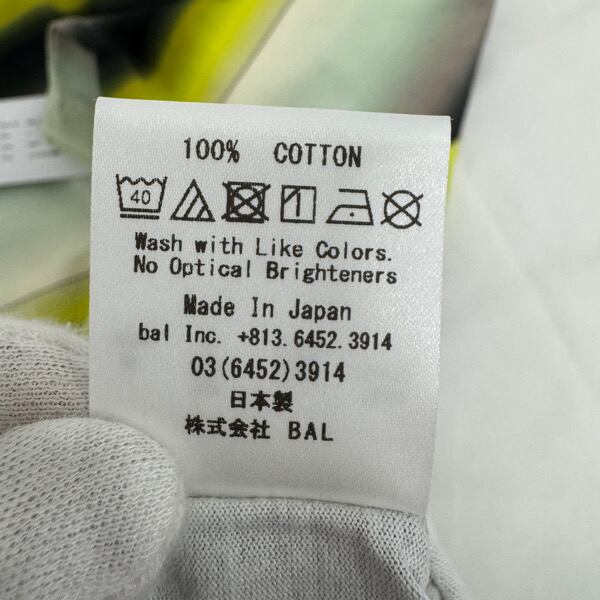 100% COTTON
40
Wash with Like Colors.
No Optical Brighteners
Made In Japan
bal Inc. +813.6452.3914
03(6452)3914
日本製
株式会社 BAL